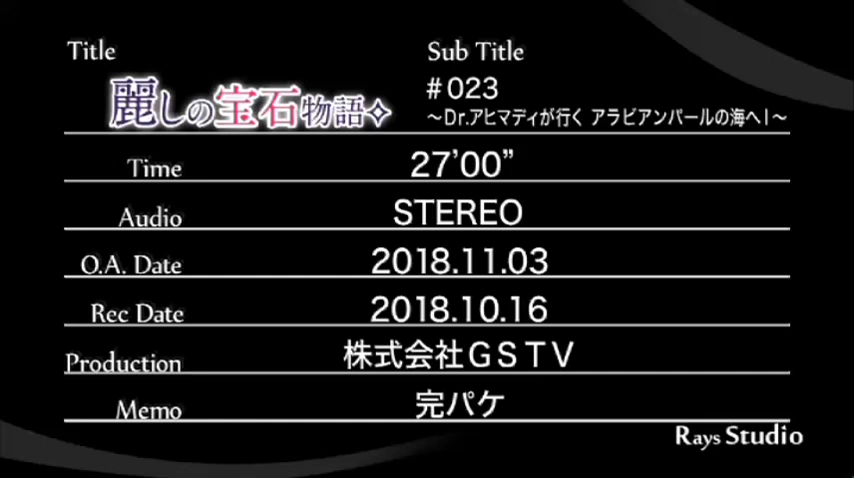 Title
麗しの宝石物語
Sub Title
#023
～Dr.アヒマディが行く アラビアンパールの海へⅠ～
Time 27’00”
Audio STEREO
O.A. Date 2018.11.03
Rec Date 2018.10.16
Production 株式会社ＧＳＴＶ
Memo 完パケ
Rays Studio